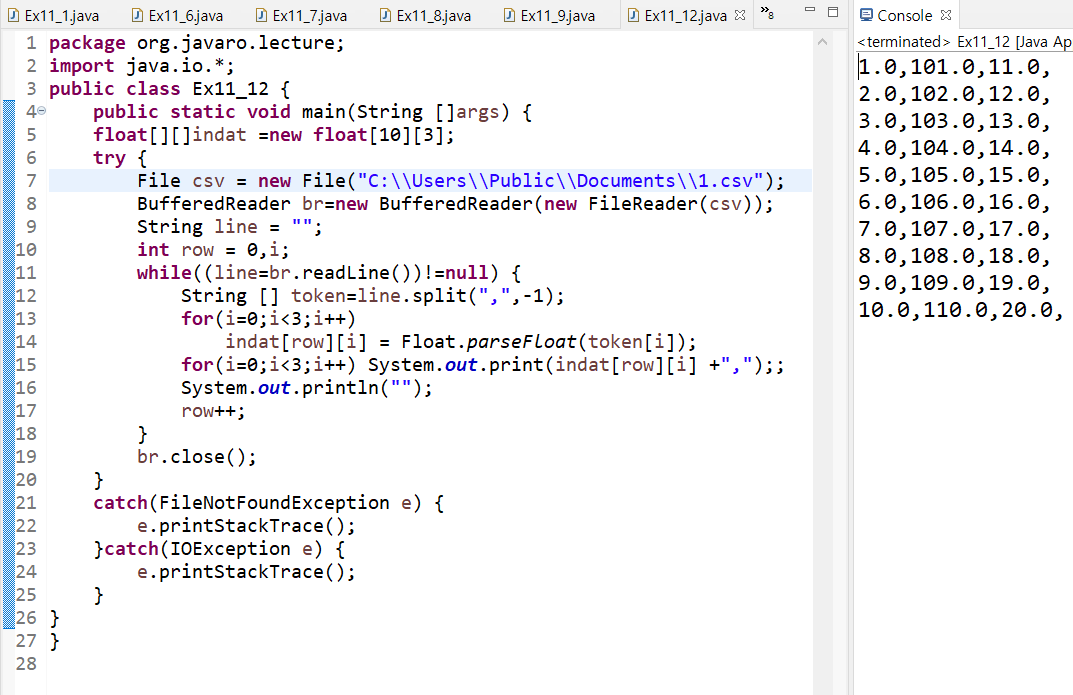 Ex11_1.java Ex11_6.java Ex11_7.java Ex11_8.java Ex11_9.java Ex11_12.java »8
1 package org.javaro.lecture;
2 import java.io.*;
3 public class Ex11_12 {
4 public static void main(String []args) {
5 float[][]indat =new float[10][3];
6 try {
7 File csv = new File("C:\\Users\\Public\\Documents\\1.csv");
8 BufferedReader br=new BufferedReader(new FileReader(csv));
9 String line = "";
10 int row = 0,i;
11 while((line=br.readLine())!=null) {
12 String [] token=line.split(",",-1);
13 for(i=0;i<3;i++)
14 indat[row][i] = Float.parseFloat(token[i]);
15 for(i=0;i<3;i++) System.out.print(indat[row][i] +",");;
16 System.out.println("");
17 row++;
18 }
19 br.close();
20 }
21 catch(FileNotFoundException e) {
22 e.printStackTrace();
23 }catch(IOException e) {
24 e.printStackTrace();
25 }
26 }
27 }
28
Console
<terminated> Ex11_12 [Java Ap
1.0,101.0,11.0,
2.0,102.0,12.0,
3.0,103.0,13.0,
4.0,104.0,14.0,
5.0,105.0,15.0,
6.0,106.0,16.0,
7.0,107.0,17.0,
8.0,108.0,18.0,
9.0,109.0,19.0,
10.0,110.0,20.0,